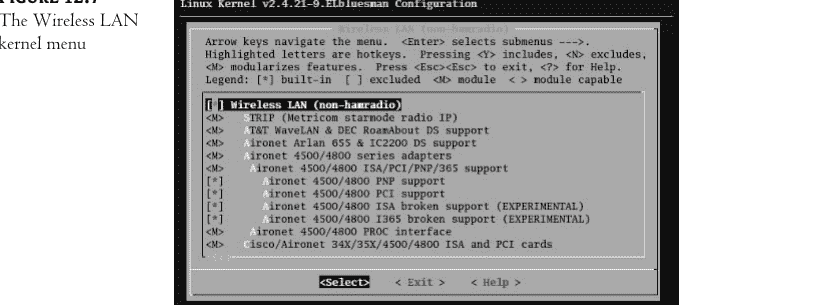 FIGURE 12.7
The Wireless LAN
kernel menu
Linux Kernel v2.4.21-9.ELbluesman Configuration
Wireless LAN (non-hamradio)
Arrow keys navigate the menu.  <Enter> selects submenus --->.
Highlighted letters are hotkeys.  Pressing <Y> includes, <N> excludes,
<M> modularizes features.  Press <Esc><Esc> to exit, <?> for Help.
Legend: [*] built-in  [ ] excluded  <M> module  < > module capable
[*] Wireless LAN (non-hamradio)
<M>   STRIP (Metricom starmode radio IP)
<M>   AT&T WaveLAN & DEC RoamAbout DS support
<M>   Aironet Arlan 655 & IC2200 DS support
<M>   Aironet 4500/4800 series adapters
<M>    Aironet 4500/4800 ISA/PCI/PNP/365 support
[*]     Aironet 4500/4800 PNP support
[*]     Aironet 4500/4800 PCI support
[*]     Aironet 4500/4800 ISA broken support (EXPERIMENTAL)
[*]     Aironet 4500/4800 I365 broken support (EXPERIMENTAL)
<M>    Aironet 4500/4800 PROC interface
<M>   Cisco/Aironet 34X/35X/4500/4800 ISA and PCI cards
<Select>    < Exit >    < Help >